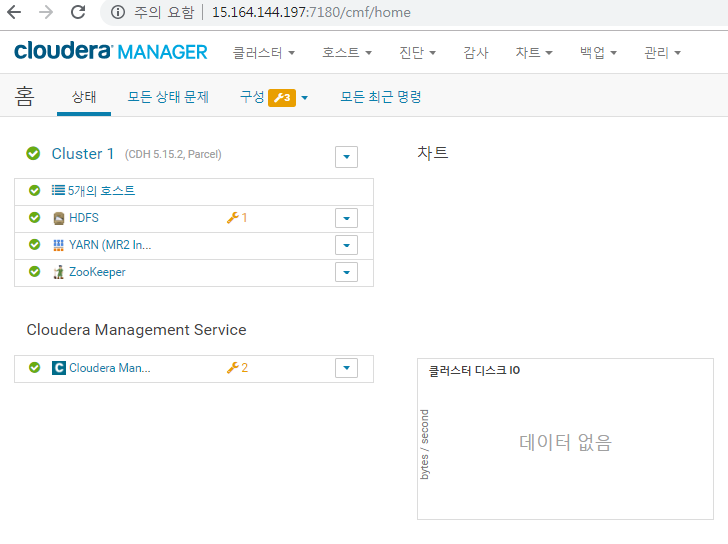 주의 요함 15.164.144.197:7180/cmf/home
cloudera MANAGER 클러스터 호스트 진단 감사 차트 백업 관리
홈 상태 모든 상태 문제 구성 3 모든 최근 명령
Cluster 1 (CDH 5.15.2, Parcel)
5개의 호스트
HDFS 1
YARN (MR2 In...
ZooKeeper
Cloudera Management Service
Cloudera Man... 2
차트
클러스터 디스크 IO
bytes / second
데이터 없음